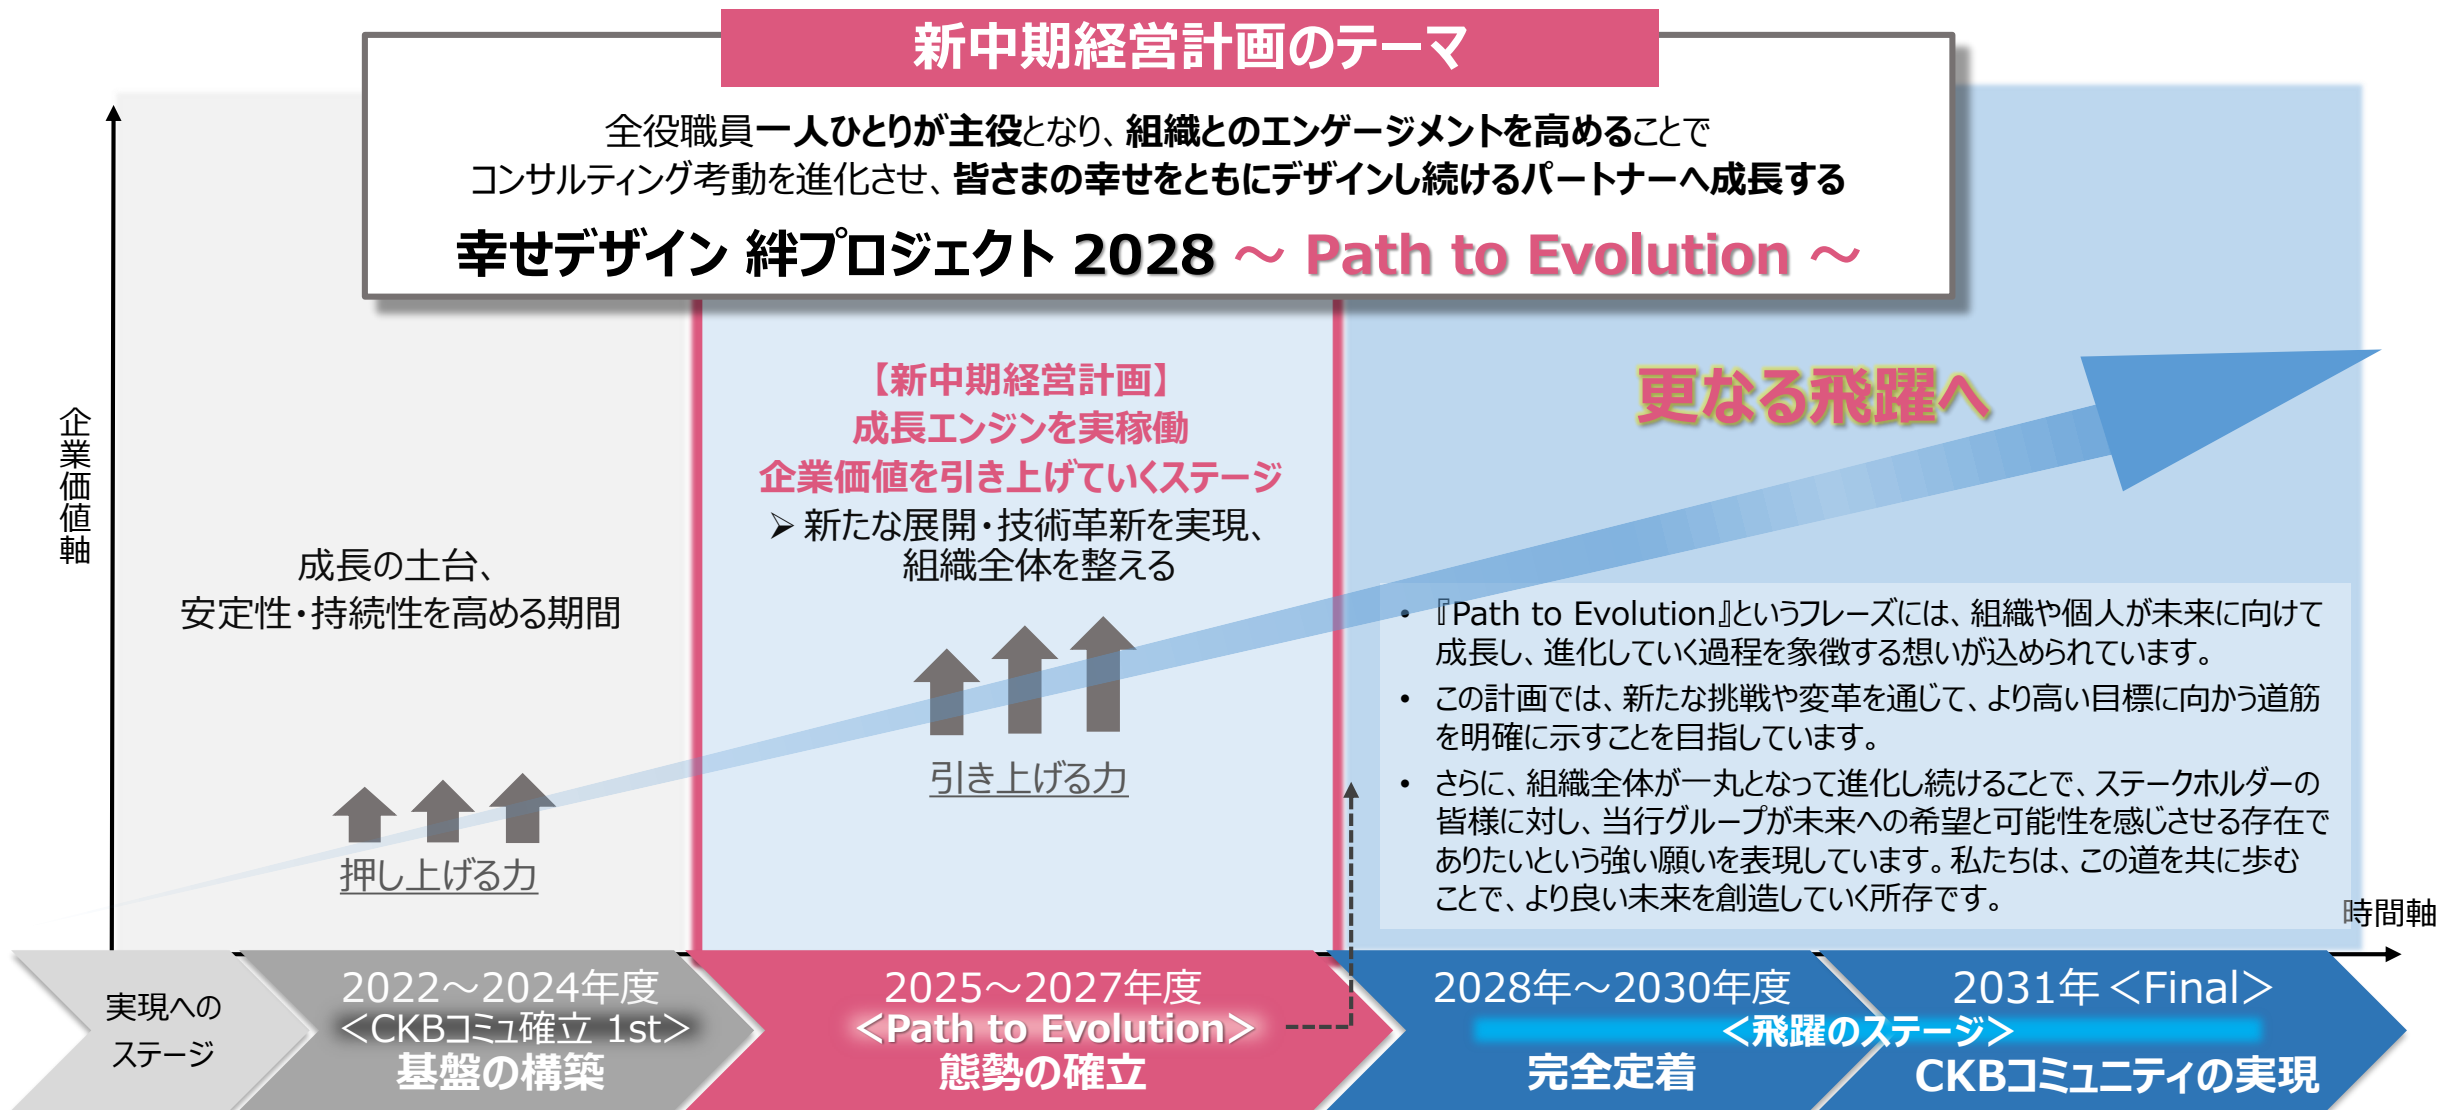 新中期経営計画のテーマ
全役職員一人ひとりが主役となり、組織とのエンゲージメントを高めることで
コンサルティング考動を進化させ、皆さまの幸せをともにデザインし続けるパートナーへ成長する
幸せデザイン 絆プロジェクト 2028 ～ Path to Evolution ～
企業価値軸
成長の土台、
安定性・持続性を高める期間
押し上げる力
【新中期経営計画】
成長エンジンを実稼働
企業価値を引き上げていくステージ
➢ 新たな展開・技術革新を実現、
組織全体を整える
引き上げる力
更なる飛躍へ
• 『Path to Evolution』というフレーズには、組織や個人が未来に向けて
成長し、進化していく過程を象徴する想いが込められています。
• この計画では、新たな挑戦や変革を通じて、より高い目標に向かう道筋
を明確に示すことを目指しています。
• さらに、組織全体が一丸となって進化し続けることで、ステークホルダーの
皆様に対し、当行グループが未来への希望と可能性を感じさせる存在で
ありたいという強い願いを表現しています。私たちは、この道を共に歩む
ことで、より良い未来を創造していく所存です。
時間軸
実現への
ステージ
2022～2024年度
＜CKBコミュ確立 1st＞
基盤の構築
2025～2027年度
＜Path to Evolution＞
態勢の確立
2028年～2030年度
完全定着
＜飛躍のステージ＞
2031年＜Final＞
CKBコミュニティの実現